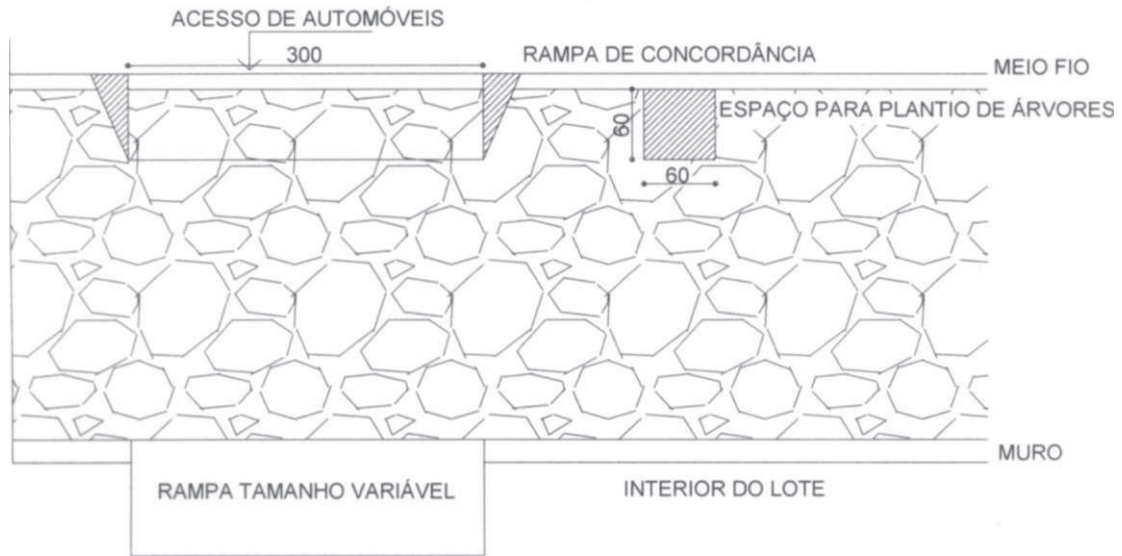 ACESSO DE AUTOMÓVEIS
300
RAMPA DE CONCORDÂNCIA
MEIO FIO
ESPAÇO PARA PLANTIO DE ÁRVORES
60
60
MURO
RAMPA TAMANHO VARIÁVEL
INTERIOR DO LOTE